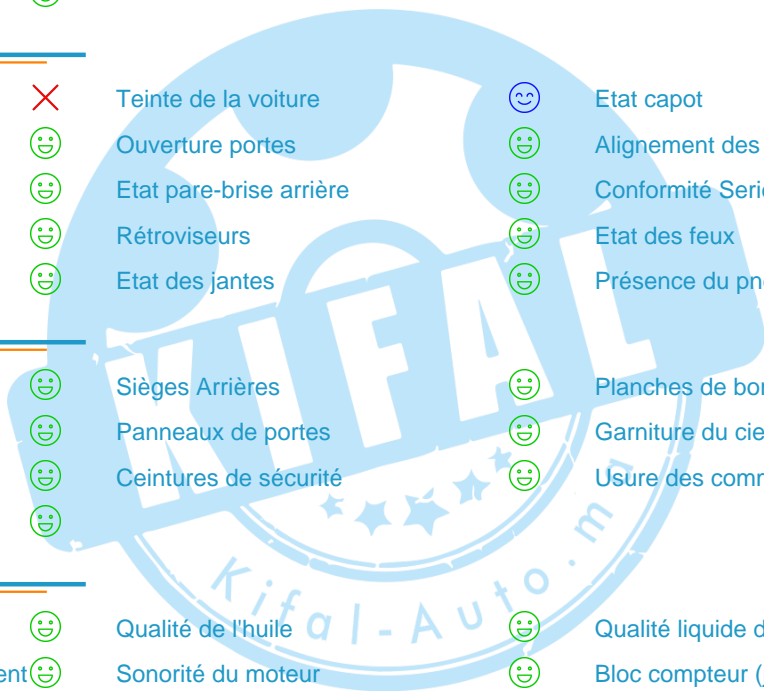 Teinte de la voiture Etat capot
Ouverture portes Alignement des
Etat pare-brise arrière Conformité Seri
Rétroviseurs Etat des feux
Etat des jantes Présence du pn
Sièges Arrières Planches de bor
Panneaux de portes Garniture du cie
Ceintures de sécurité Usure des comm
Qualité de l'huile Qualité liquide d
ent Sonorité du moteur Bloc compteur (
KIFAL
Kifal-Auto.m